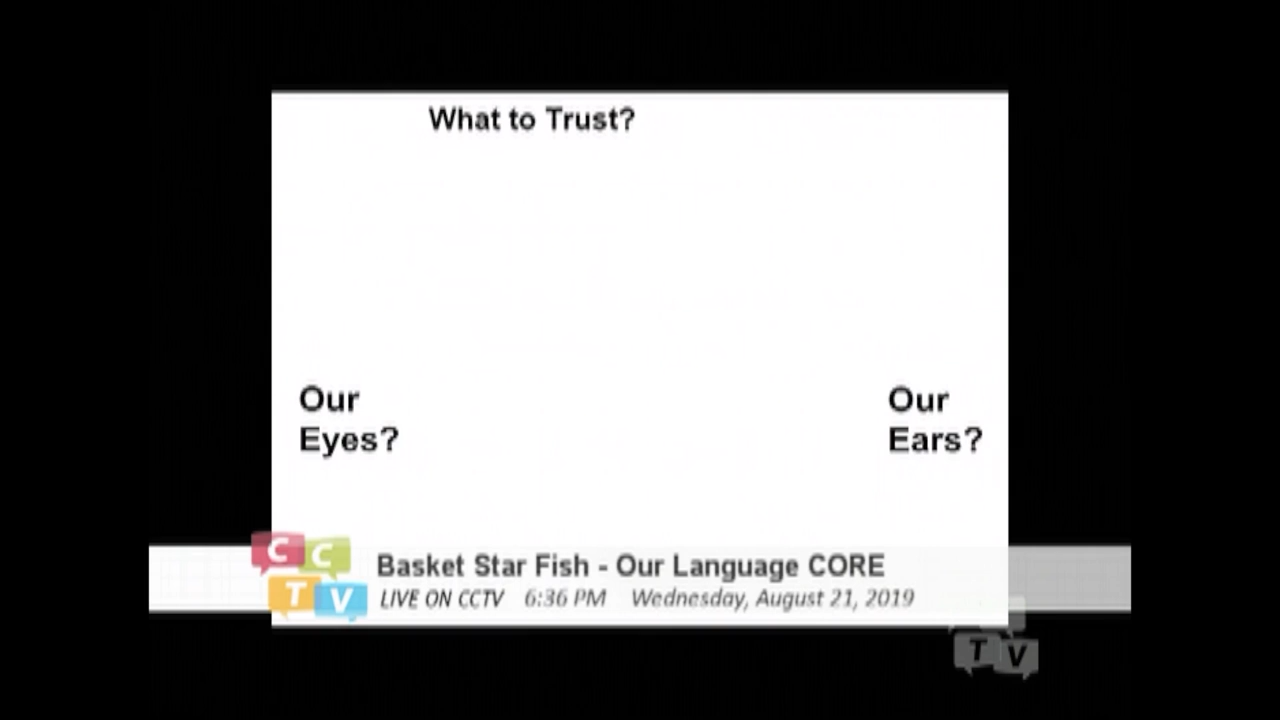 What to Trust?
Our
Eyes?
Our
Ears?
CC
TV
Basket Star Fish - Our Language CORE
LIVE ON CCTV 6:36 PM Wednesday, August 21, 2019
TV